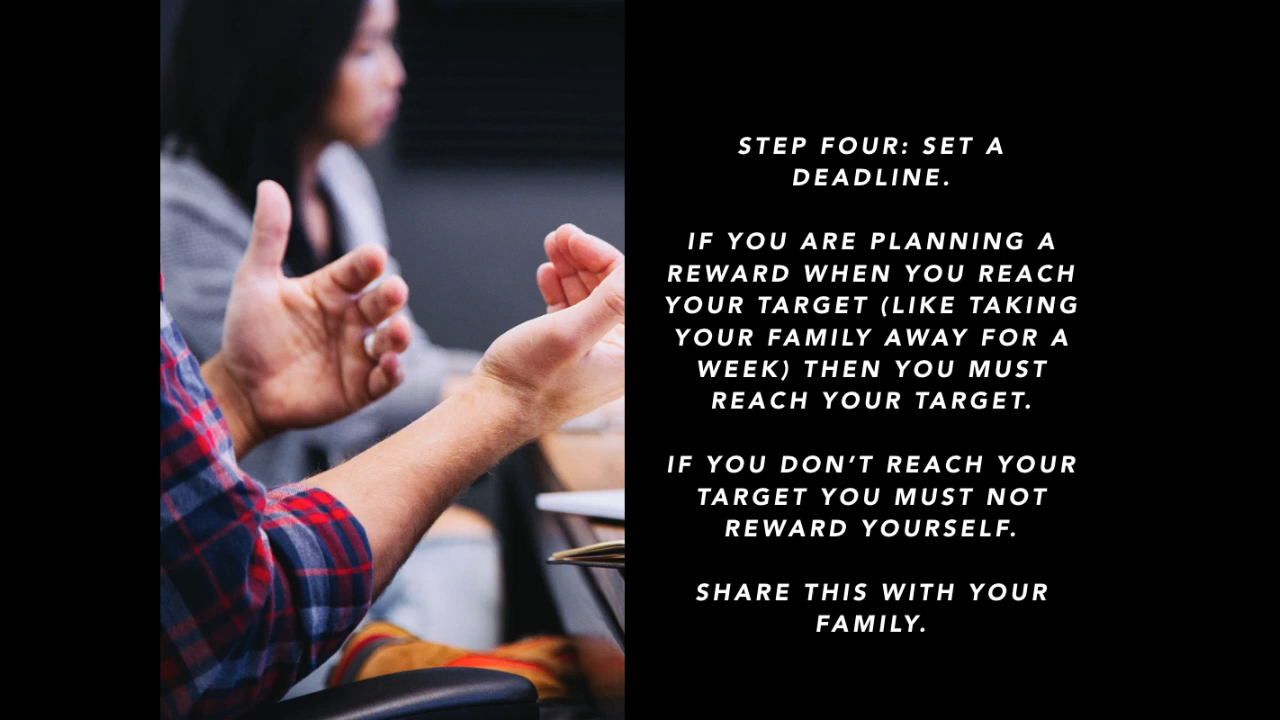 STEP FOUR: SET A
DEADLINE.
IF YOU ARE PLANNING A
REWARD WHEN YOU REACH
YOUR TARGET (LIKE TAKING
YOUR FAMILY AWAY FOR A
WEEK) THEN YOU MUST
REACH YOUR TARGET.
IF YOU DON’T REACH YOUR
TARGET YOU MUST NOT
REWARD YOURSELF.
SHARE THIS WITH YOUR
FAMILY.